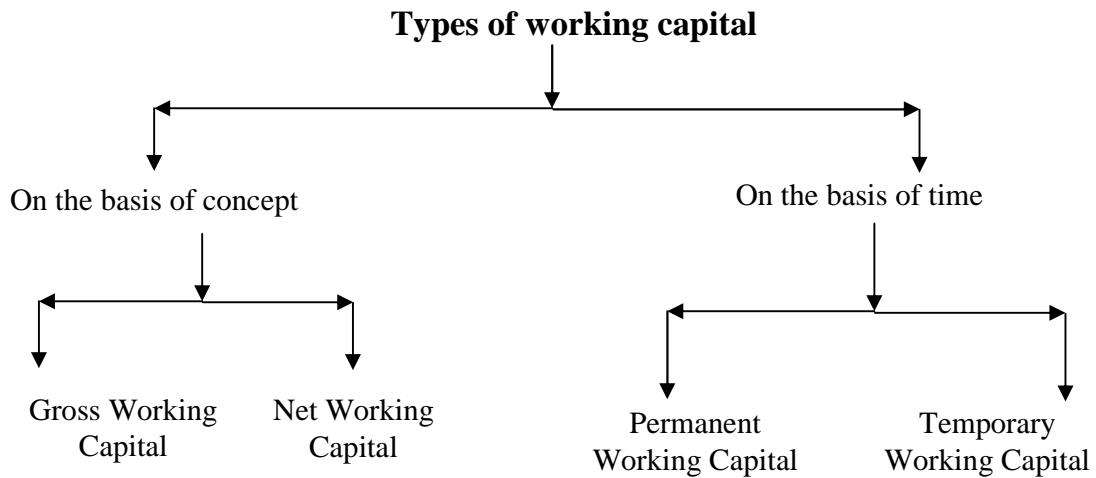 Types of working capital
On the basis of concept
On the basis of time
Gross Working
Capital
Net Working
Capital
Permanent
Working Capital
Temporary
Working Capital